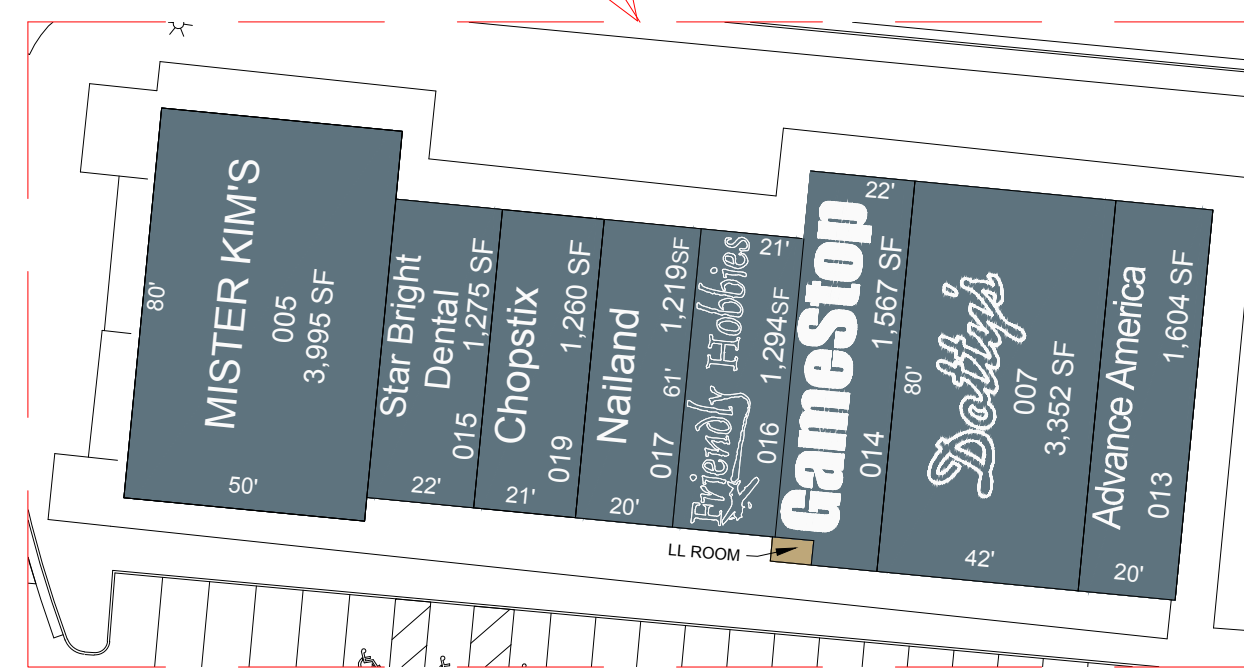 MISTER KIM'S
005
3,995 SF
80'
50'
Star Bright
Dental
1,275 SF
015
22'
Chopstix
1,260 SF
019
21'
Nailand
1,219SF
61'
017
20'
Friendly Hobbies
21'
1,294SF
016
GameStop
22'
1,567 SF
014
LL ROOM
80'
Dotty's
007
3,352 SF
42'
Advance America
1,604 SF
013
20'